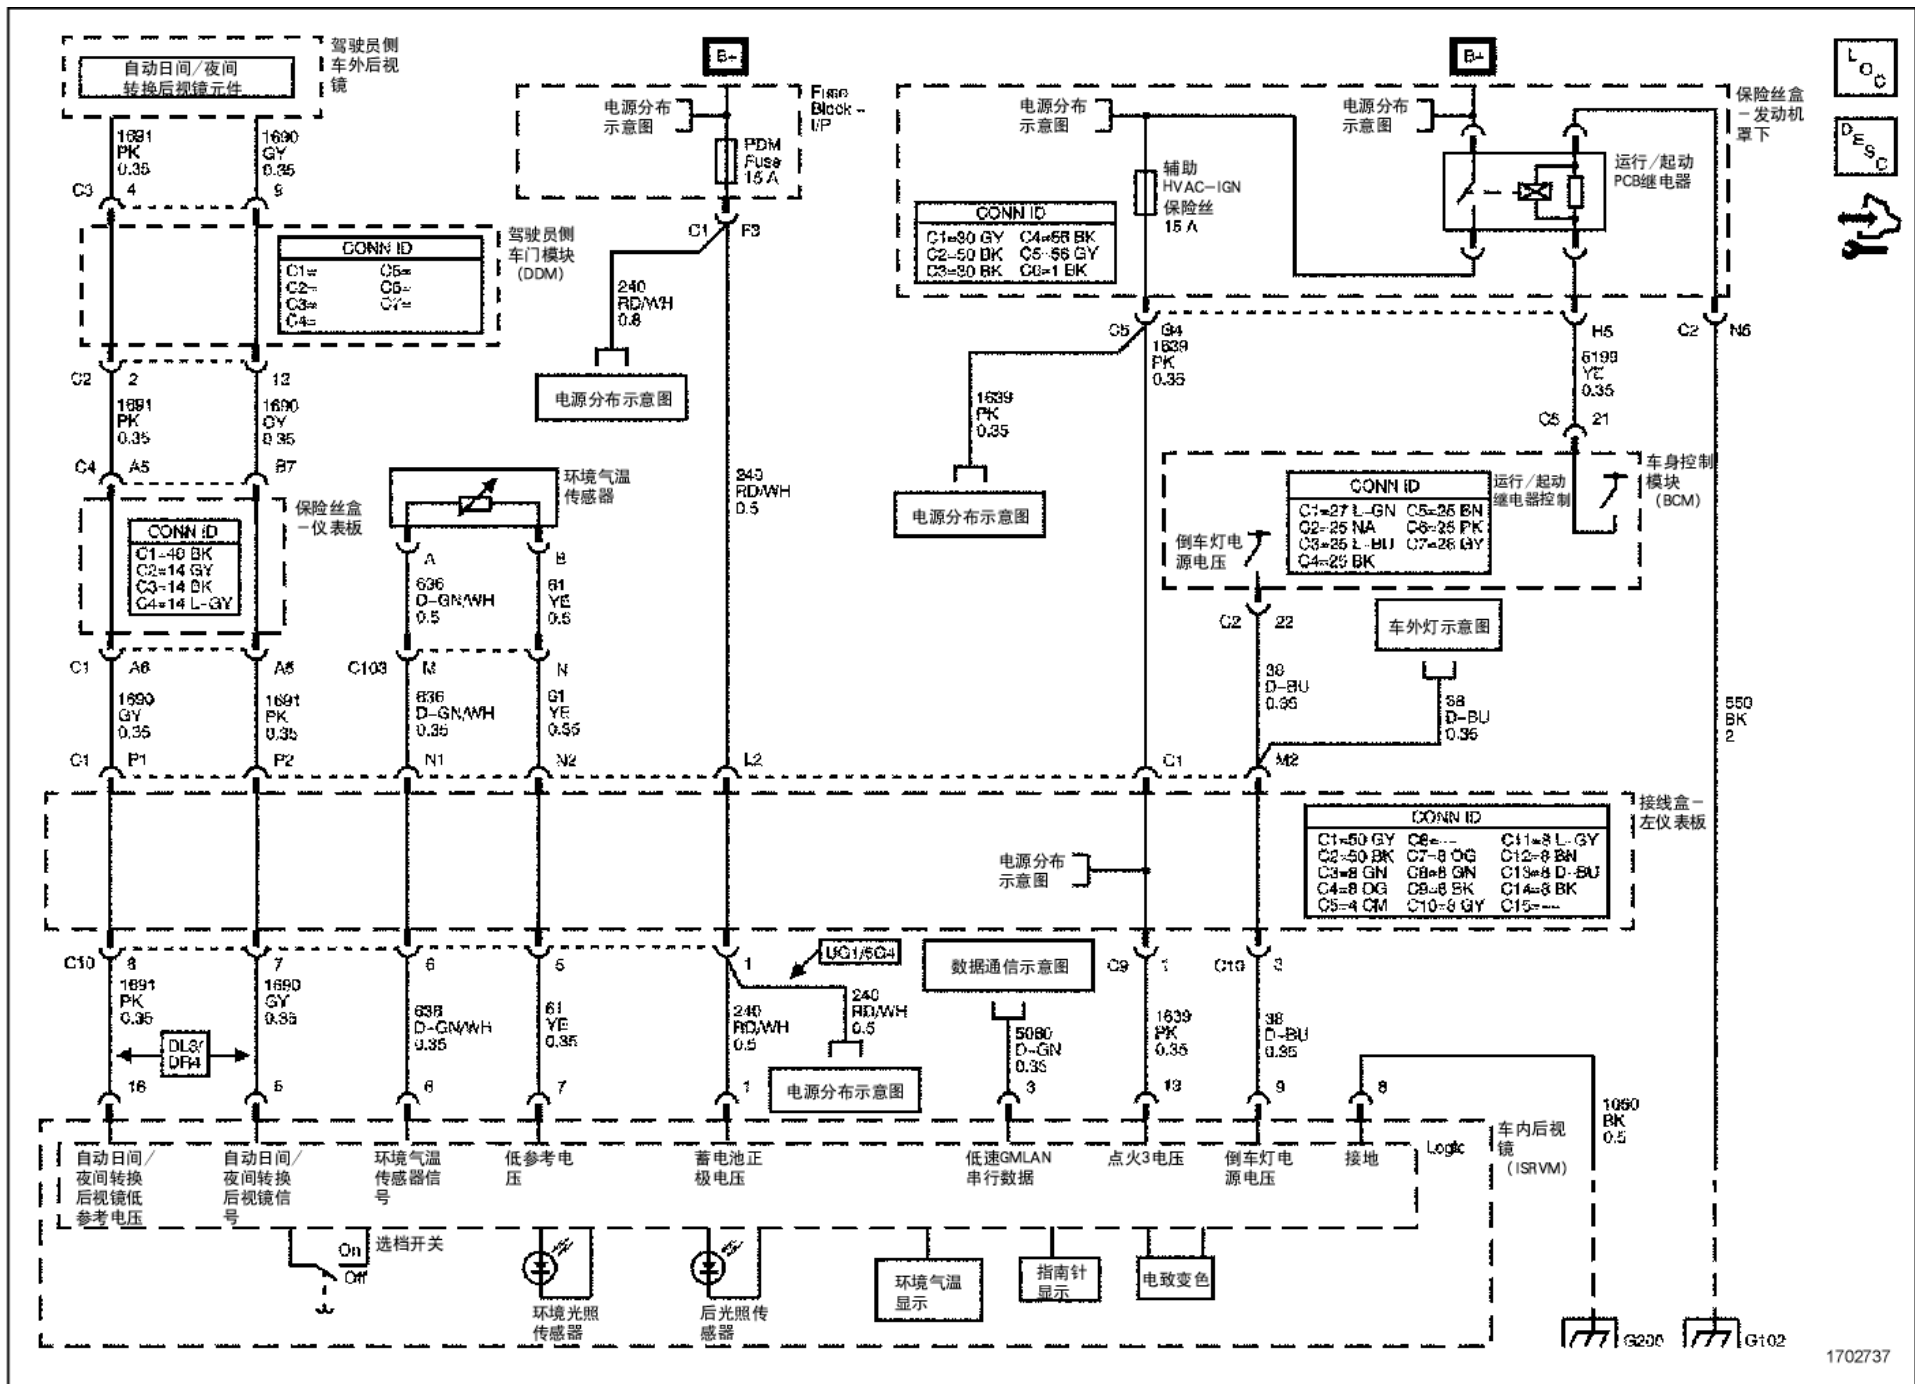 驾驶员侧
车外后视
镜
自动日间/夜间
转换后视镜元件
1691
PK
0.35
1690
GY
0.35
C3
4
9
驾驶员侧
车门模块
(DDM)
CONN ID
C1=
C5=
C2=
C6=
C3=
C7=
C4=
C2
2
12
1691
PK
0.35
1690
GY
0.35
C4
A5
B7
保险丝盒
-仪表板
CONN ID
C1=40 BK
C2=14 GY
C3=14 BK
C4=14 L-GY
C1
A6
A5
1690
GY
0.35
1691
PK
0.35
C1
P1
P2
环境气温
传感器
A
B
636
D-GN/WH
0.5
61
YE
0.5
C103
M
N
636
D-GN/WH
0.35
61
YE
0.35
N1
N2
B+
Fuse
Block -
I/P
电源分布
示意图
PDM
Fuse
15 A
C1
F3
240
RD/WH
0.8
电源分布示意图
240
RD/WH
0.5
L2
B+
保险丝盒
-发动机
罩下
电源分布
示意图
电源分布
示意图
辅助
HVAC-IGN
保险丝
15 A
运行/起动
PCB继电器
CONN ID
C1=30 GY C4=56 BK
C2=50 BK C5=56 GY
C3=30 BK C6=1 BK
C5
G4
1639
PK
0.35
1639
PK
0.35
电源分布示意图
H5
C2
N6
5199
YE
0.35
C5
21
车身控制
模块
(BCM)
运行/起动
继电器控制
CONN ID
C1=27 L-GN C5=25 BN
C2=25 NA C6=25 PK
C3=25 L-BU C7=26 GY
C4=25 BK
倒车灯电
源电压
C2
22
车外灯示意图
38
D-BU
0.35
38
D-BU
0.35
C1
M2
550
BK
2
接线盒-
左仪表板
CONN ID
C1=50 GY C6=--- C11=8 L-GY
C2=50 BK C7=8 OG C12=8 BN
C3=8 GN C8=8 GN C13=8 D-BU
C4=8 OG C9=8 BK C14=8 BK
C5=4 CM C10=8 GY C15=---
电源分布
示意图
C10
8
7
6
5
1
UG1/5G4
数据通信示意图
C9
1
C10
3
1691
PK
0.35
1690
GY
0.35
636
D-GN/WH
0.35
61
YE
0.35
240
RD/WH
0.5
240
RD/WH
0.5
5060
D-GN
0.35
1639
PK
0.35
38
D-BU
0.35
DL3/
DR4
电源分布示意图
16
5
6
7
1
3
13
9
8
1050
BK
0.5
车内后视
镜
(ISRVM)
Logic
自动日间/
夜间转换
后视镜低
参考电压
自动日间/
夜间转换
后视镜信
号
环境气温
传感器信
号
低参考电
压
蓄电池正
极电压
低速GMLAN
串行数据
点火3电压
倒车灯电
源电压
接地
On
Off
选档开关
环境光照
传感器
后光照传
感器
环境气温
显示
指南针
显示
电致变色
G200
G102
LOC
DESC
1702737